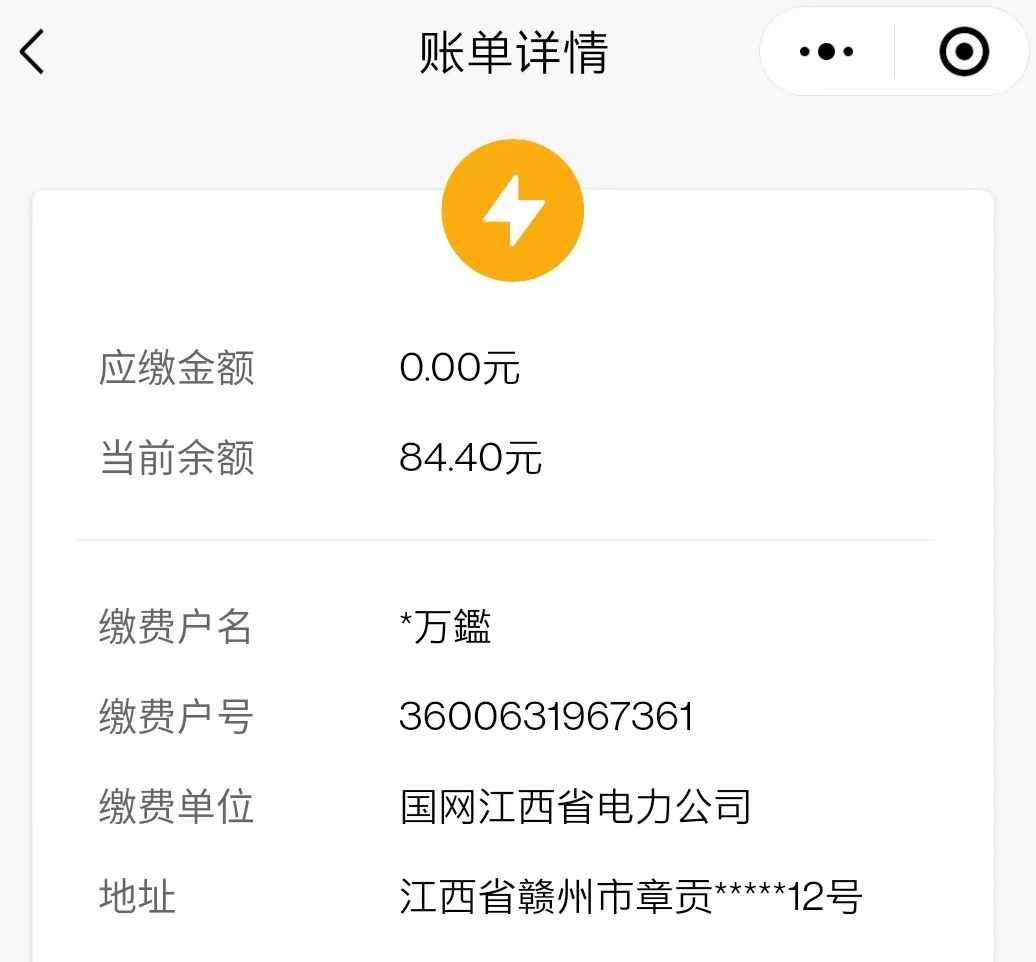 账单详情
应缴金额 0.00元
当前余额 84.40元
缴费户名 *万鑑
缴费户号 3600631967361
缴费单位 国网江西省电力公司
地址 江西省赣州市章贡*****12号